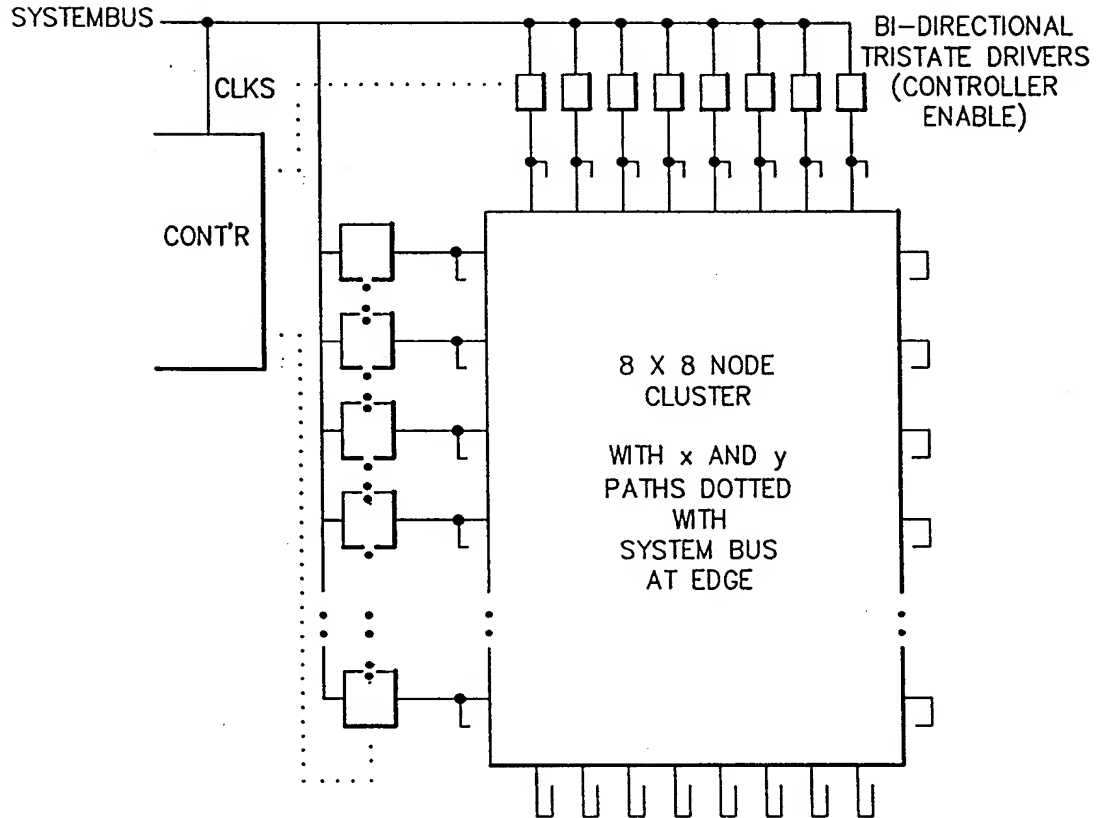 SYSTEMBUS
BI-DIRECTIONAL
TRISTATE DRIVERS
(CONTROLLER
ENABLE)
CLKS
CONT'R
8 X 8 NODE
CLUSTER
WITH x AND y
PATHS DOTTED
WITH
SYSTEM BUS
AT EDGE